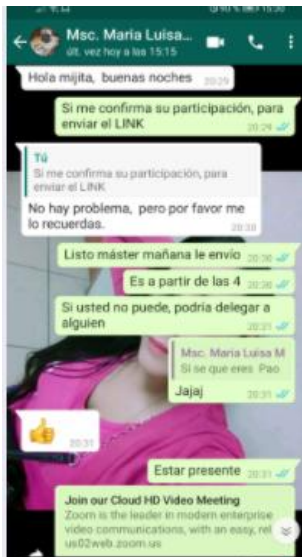 Msc. Maria Luisa...
últ. vez hoy a las 15:15
Hola mijita, buenas noches 20:29
Si me confirma su participación, para
enviar el LINK
20:29
Tú
Si me confirma su participación, para
enviar el LINK
No hay problema, pero por favor me
lo recuerdas.
20:30
Listo máster mañana le envío 20:30
Es a partir de las 4 20:30
Si usted no puede, podría delegar a
alguien
20:31
Msc. Maria Luisa M
Si se que eres Pao
Jajaj 20:31
20:31
Estar presente 20:31
Join our Cloud HD Video Meeting
Zoom is the leader in modern enterprise
video communications, with an easy, rel
us02web.zoom.us